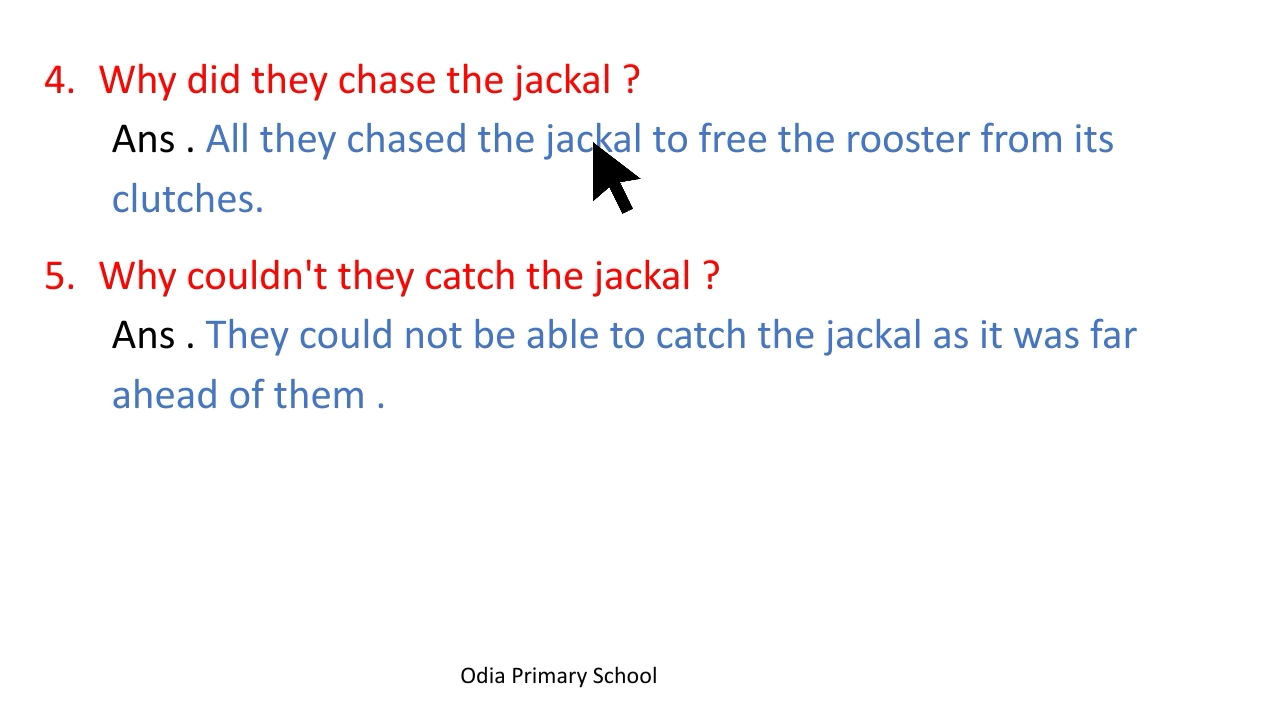 4. Why did they chase the jackal ?
Ans . All they chased the jackal to free the rooster from its
clutches.
5. Why couldn't they catch the jackal ?
Ans . They could not be able to catch the jackal as it was far
ahead of them .
Odia Primary School